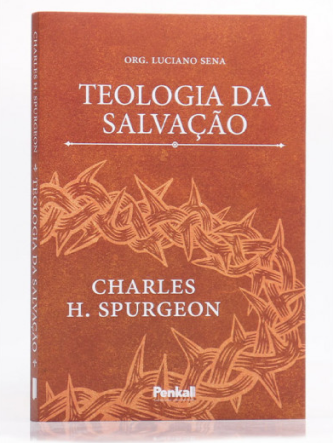 ORG. LUCIANO SENA
TEOLOGIA DA
SALVAÇÃO
CHARLES
H. SPURGEON
Penkal
CHARLES H. SPURGEON + TEOLOGIA DA SALVAÇÃO +